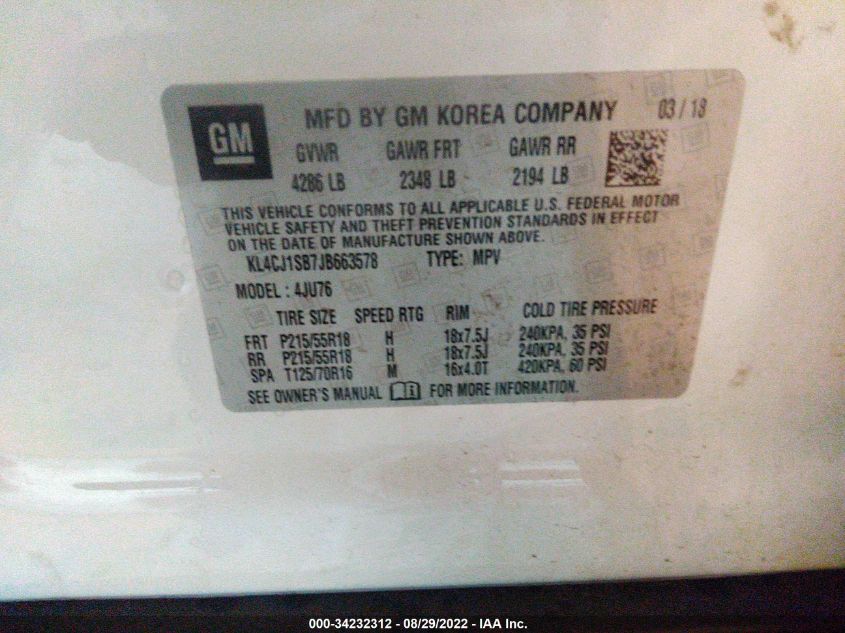 GM
MFD BY GM KOREA COMPANY 03 / 18
GVWR GAWR FRT GAWR RR
4286 LB 2348 LB 2194 LB
THIS VEHICLE CONFORMS TO ALL APPLICABLE U.S. FEDERAL MOTOR
VEHICLE SAFETY AND THEFT PREVENTION STANDARDS IN EFFECT
ON THE DATE OF MANUFACTURE SHOWN ABOVE.
KL4CJ1SB7JB663578 TYPE: MPV
MODEL : 4JU76
TIRE SIZE SPEED RTG RIM COLD TIRE PRESSURE
FRT P215/55R18 H 18x7.5J 240KPA, 35 PSI
RR P215/55R18 H 18x7.5J 240KPA, 35 PSI
SPA T125/70R16 M 16x4.0T 420KPA, 60 PSI
SEE OWNER'S MANUAL FOR MORE INFORMATION.
000-34232312 - 08/29/2022 - IAA Inc.